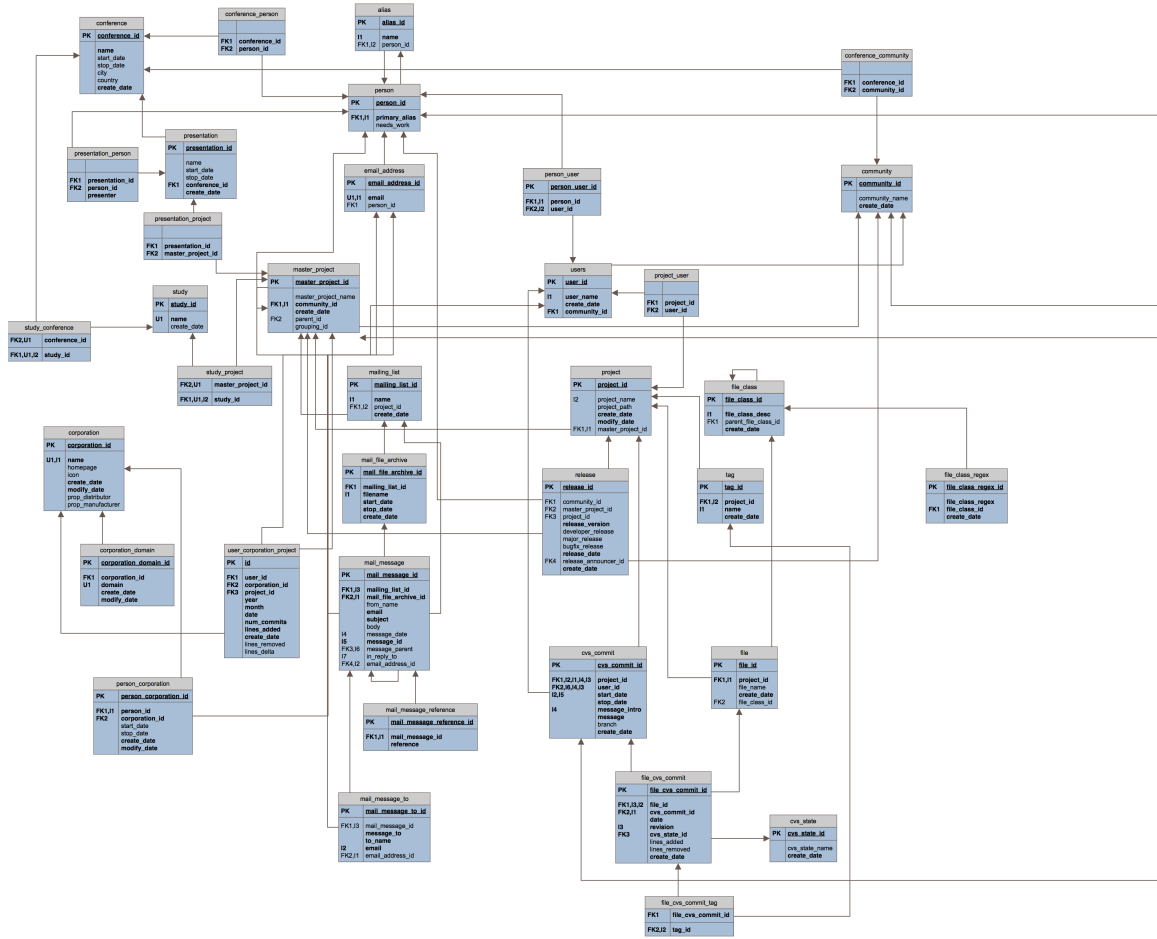 conference
PK conference_id
name
start_date
stop_date
city
country
create_date
conference_person
FK1 conference_id
FK2 person_id
alias
PK alias_id
I1 name
FK1,I2 person_id
conference_community
FK1 conference_id
FK2 community_id
person
PK person_id
FK1,I1 primary_alias
needs_work
presentation
PK presentation_id
name
start_date
stop_date
FK1 conference_id
create_date
presentation_person
FK1 presentation_id
FK2 person_id
presenter
email_address
PK email_address_id
U1,I1 email
FK1 person_id
person_user
PK person_user_id
FK1,I1 person_id
FK2,I2 user_id
community
PK community_id
community_name
create_date
presentation_project
FK1 presentation_id
FK2 master_project_id
master_project
PK master_project_id
master_project_name
FK1,I1 community_id
create_date
FK2 parent_id
grouping_id
users
PK user_id
I1 user_name
create_date
FK1 community_id
project_user
FK1 project_id
FK2 user_id
study
PK study_id
U1 name
create_date
study_conference
FK2,U1 conference_id
FK1,U1,I2 study_id
study_project
FK2,U1 master_project_id
FK1,U1,I2 study_id
mailing_list
PK mailing_list_id
I1 name
FK1,I2 project_id
create_date
project
PK project_id
I2 project_name
project_path
create_date
modify_date
FK1,I1 master_project_id
file_class
PK file_class_id
I1 file_class_desc
FK1 parent_file_class_id
create_date
corporation
PK corporation_id
U1,I1 name
homepage
icon
create_date
modify_date
prop_distributor
prop_manufacturer
mail_file_archive
PK mail_file_archive_id
FK1 mailing_list_id
I1 filename
start_date
stop_date
create_date
release
PK release_id
FK1 community_id
FK2 master_project_id
FK3 project_id
release_version
developer_release
major_release
bugfix_release
release_date
FK4 release_announcer_id
create_date
tag
PK tag_id
FK1,I2 project_id
I1 name
create_date
file_class_regex
PK file_class_regex_id
file_class_regex
FK1 file_class_id
create_date
corporation_domain
PK corporation_domain_id
FK1 corporation_id
U1 domain
create_date
modify_date
user_corporation_project
PK id
FK1 user_id
FK2 corporation_id
FK3 project_id
year
month
date
num_commits
lines_added
create_date
lines_removed
lines_delta
mail_message
PK mail_message_id
FK1,I3 mailing_list_id
FK2,I1 mail_file_archive_id
from_name
email
subject
body
I4 message_date
I5 message_id
FK3,I6 message_parent
I7 in_reply_to
FK4,I2 email_address_id
cvs_commit
PK cvs_commit_id
FK1,I2,I1,I4,I3 project_id
FK2,I6,I4,I3 user_id
I2,I5 start_date
stop_date
I4 message_intro
message
branch
create_date
file
PK file_id
FK1,I1 project_id
file_name
create_date
FK2 file_class_id
person_corporation
PK person_corporation_id
FK1,I1 person_id
FK2 corporation_id
start_date
stop_date
create_date
modify_date
mail_message_reference
PK mail_message_reference_id
FK1,I1 mail_message_id
reference
file_cvs_commit
PK file_cvs_commit_id
FK1,I3,I2 file_id
FK2,I1 cvs_commit_id
date
I3 revision
FK3 cvs_state_id
lines_added
lines_removed
create_date
mail_message_to
PK mail_message_to_id
FK1,I3 mail_message_id
message_to
to_name
I2 email
FK2,I1 email_address_id
cvs_state
PK cvs_state_id
cvs_state_name
create_date
file_cvs_commit_tag
FK1 file_cvs_commit_id
FK2,I2 tag_id